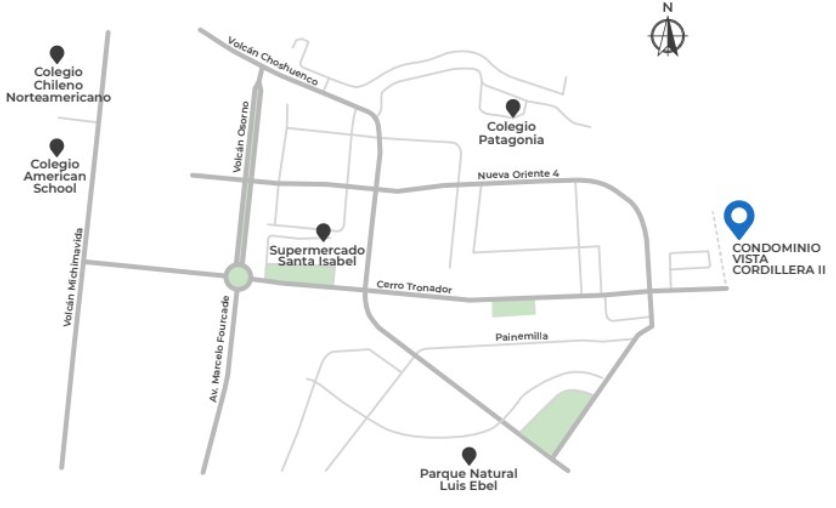 N
Volcán Choshuenco
Colegio
Chileno
Norteamericano
Volcán Osorno
Colegio
Patagonia
Colegio
American
School
Nueva Oriente 4
Supermercado
Santa Isabel
CONDOMINIO
VISTA
CORDILLERA II
Volcán Michimavida
Cerro Tronador
Av. Marcelo Fourcade
Painemilla
Parque Natural
Luis Ebel